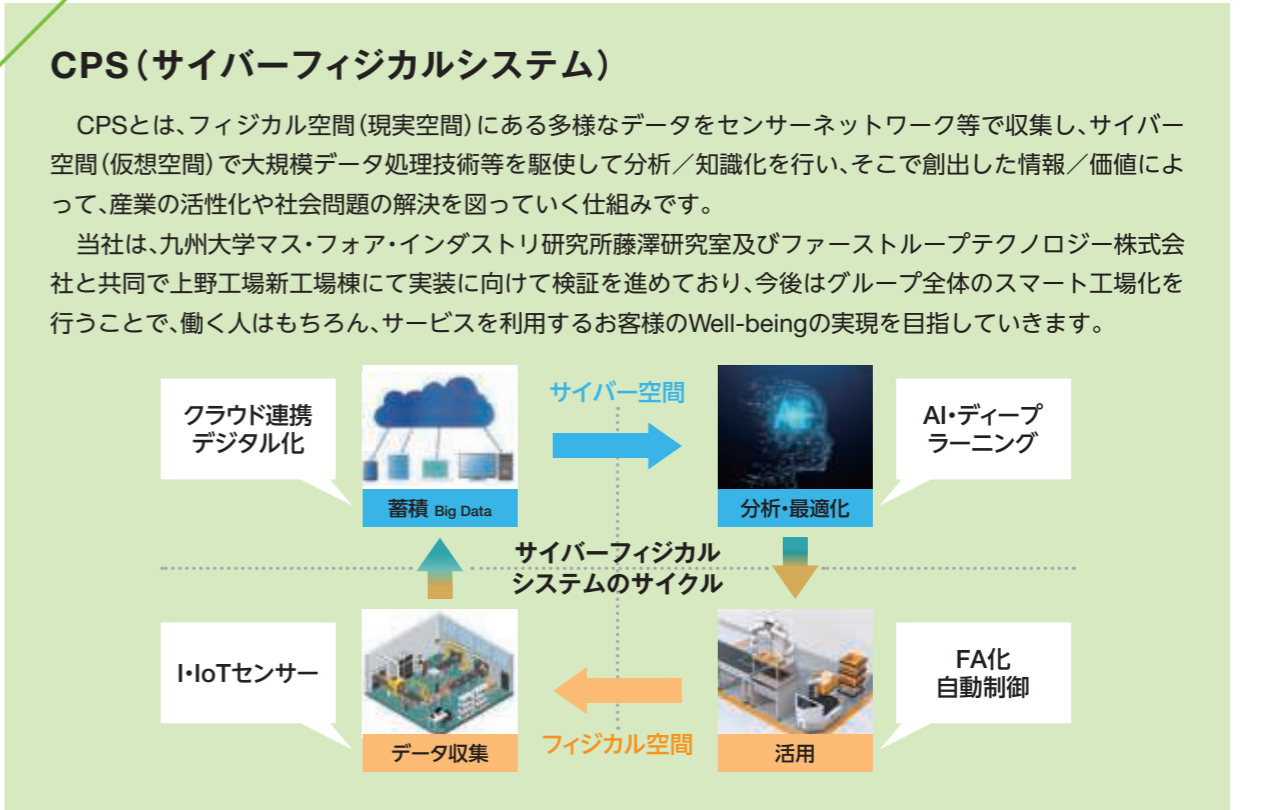 CPS（サイバーフィジカルシステム）
CPSとは、フィジカル空間（現実空間）にある多様なデータをセンサーネットワーク等で収集し、サイバー
空間（仮想空間）で大規模データ処理技術等を駆使して分析／知識化を行い、そこで創出した情報／価値によ
って、産業の活性化や社会問題の解決を図っていく仕組みです。
当社は、九州大学マス・フォア・インダストリ研究所藤澤研究室及びファーストループテクノロジー株式会
社と共同で上野工場新工場棟にて実装に向けて検証を進めており、今後はグループ全体のスマート工場化を
行うことで、働く人はもちろん、サービスを利用するお客様のWell-beingの実現を目指していきます。
クラウド連携
デジタル化
蓄積 Big Data
サイバー空間
AI
分析・最適化
AI・ディープ
ラーニング
サイバーフィジカル
システムのサイクル
I・IoTセンサー
データ収集
フィジカル空間
活用
FA化
自動制御